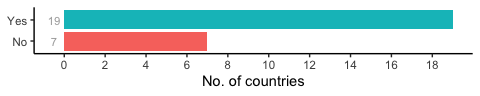 Yes 19
No 7
0 2 4 6 8 10 12 14 16 18
No. of countries